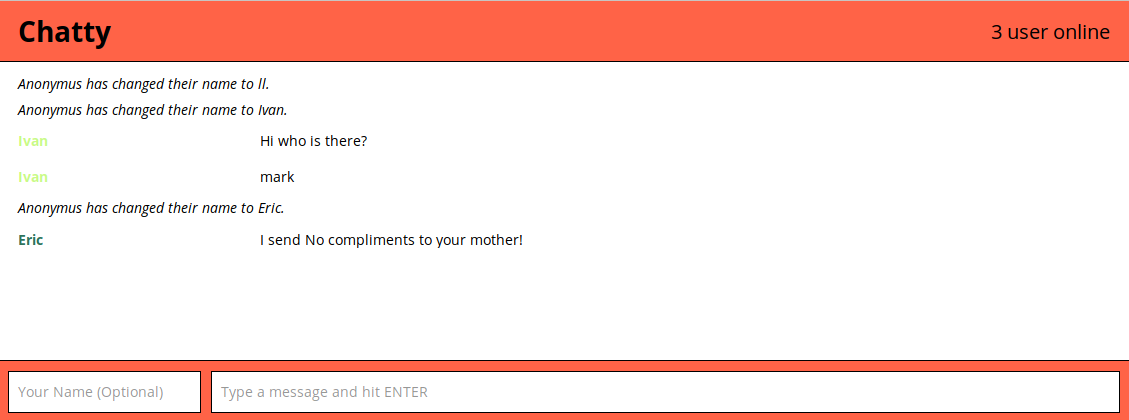 Chatty 3 user online
Anonymus has changed their name to ll.
Anonymus has changed their name to Ivan.
Ivan Hi who is there?
Ivan mark
Anonymus has changed their name to Eric.
Eric I send No compliments to your mother!
Your Name (Optional) Type a message and hit ENTER